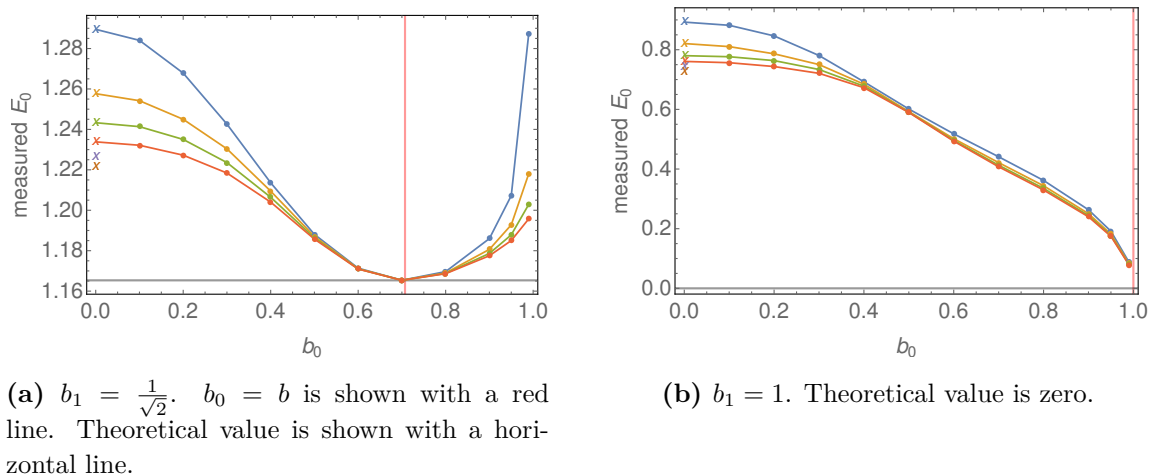 measured E₀
1.28
1.26
1.24
1.22
1.20
1.18
1.16
0.0 0.2 0.4 0.6 0.8 1.0
b₀
measured E₀
0.8
0.6
0.4
0.2
0.0
0.0 0.2 0.4 0.6 0.8 1.0
b₀
(a) b₁ = 1/√2. b₀ = b is shown with a red
line. Theoretical value is shown with a hori-
zontal line.
(b) b₁ = 1. Theoretical value is zero.